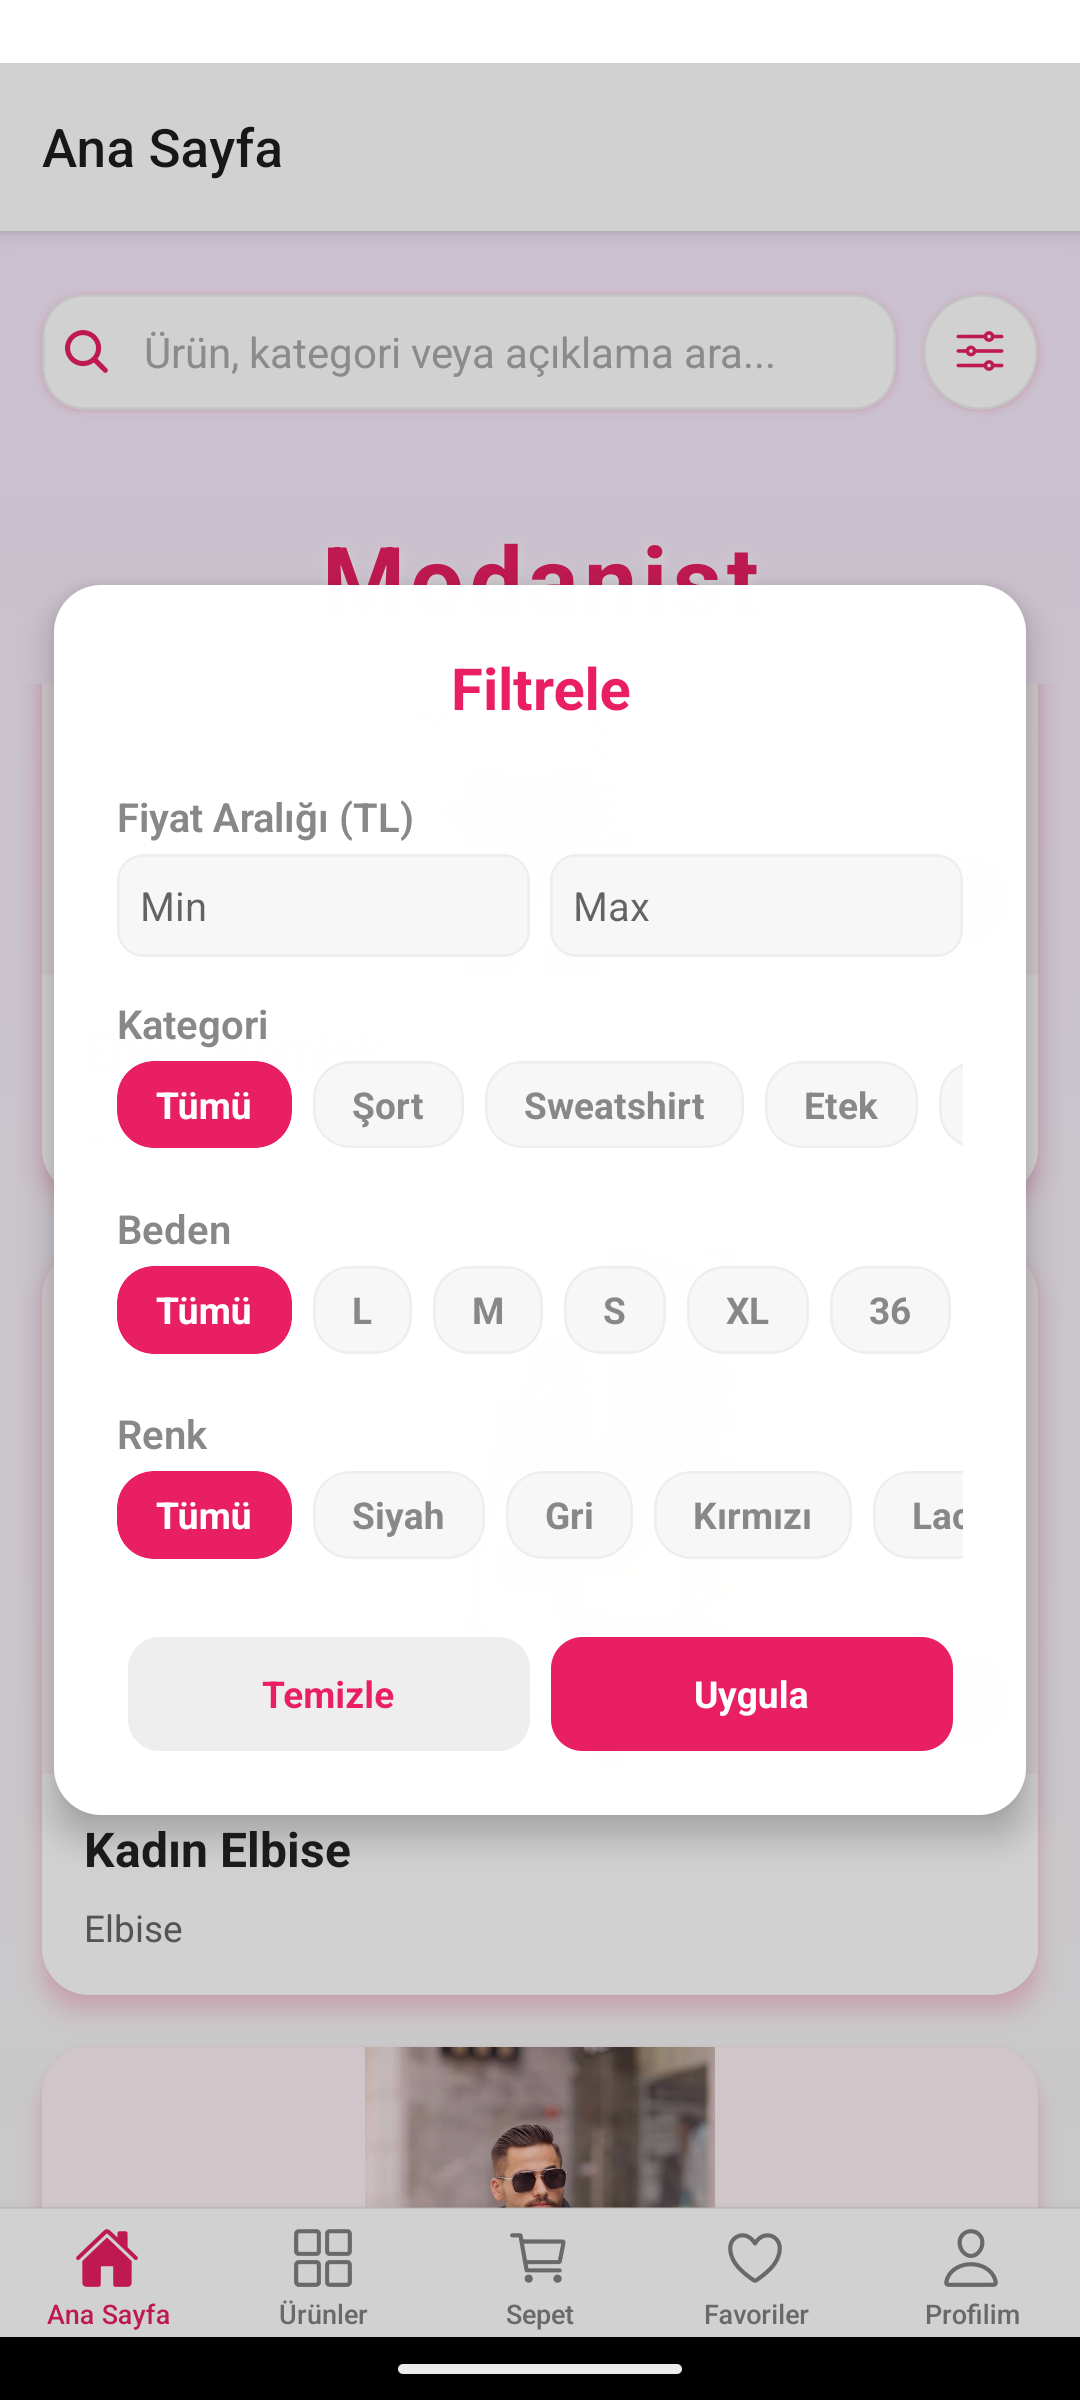 Ana Sayfa
Ürün, kategori veya açıklama ara...
Modanist
Filtrele
Fiyat Aralığı (TL)
Min Max
Kategori
Tümü Şort Sweatshirt Etek
Beden
Tümü L M S XL 36
Renk
Tümü Siyah Gri Kırmızı Lac
Temizle Uygula
Kadın Elbise
Elbise
Ana Sayfa Ürünler Sepet Favoriler Profilim